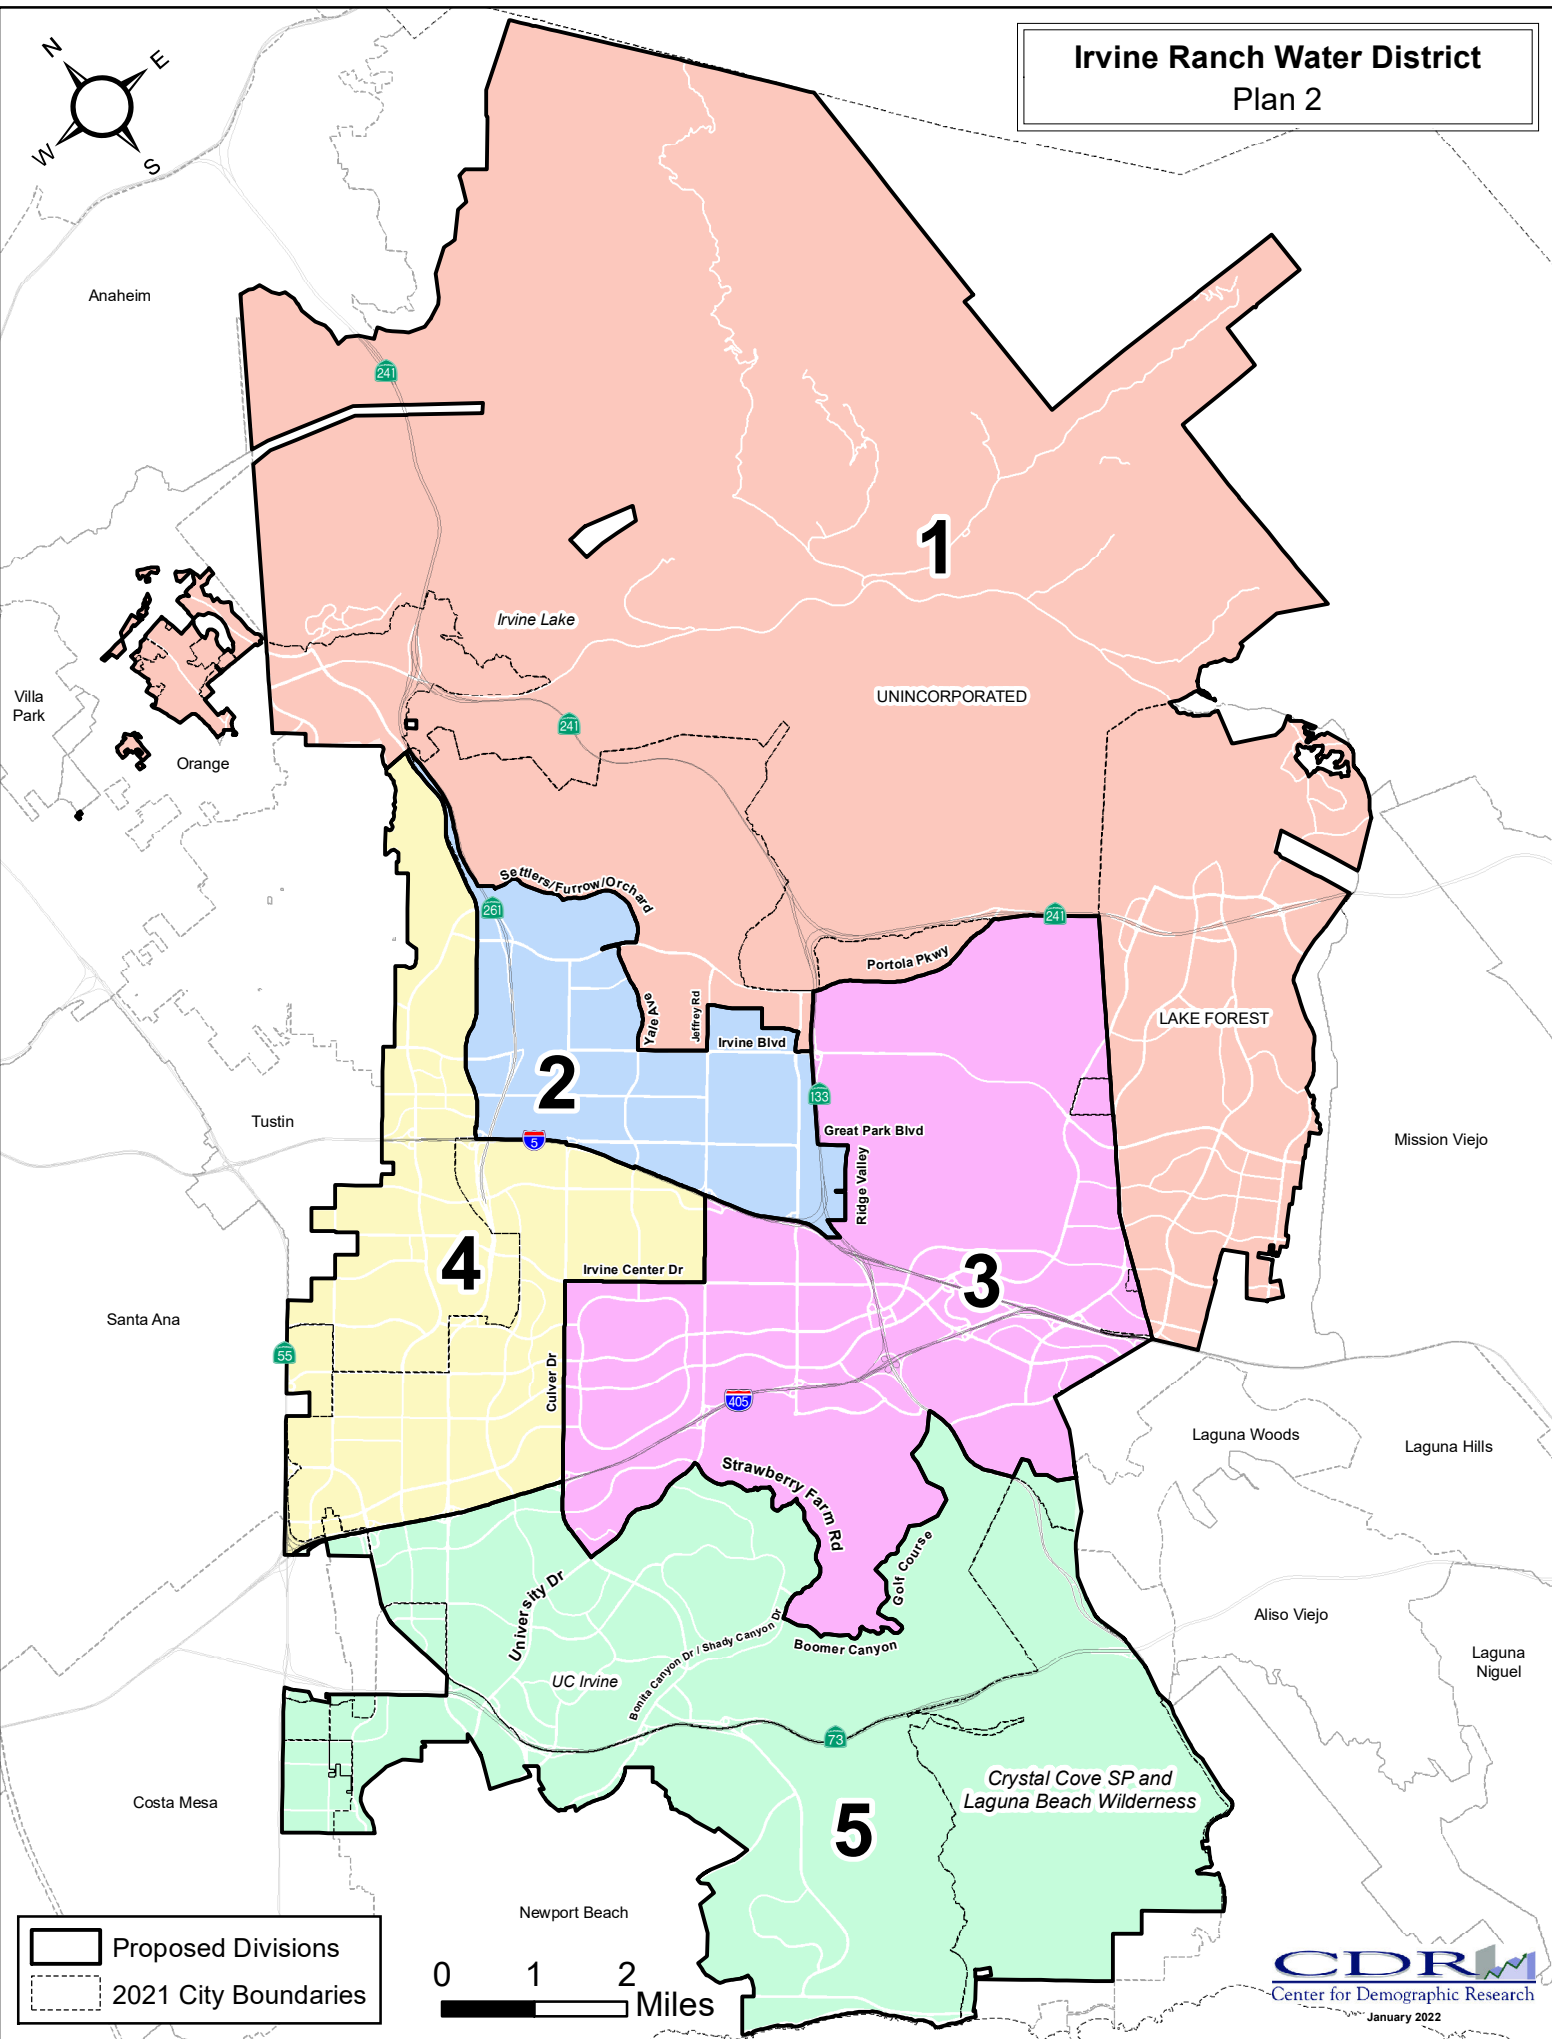 Irvine Ranch Water District
Plan 2
N
E
W
S
Anaheim
241
1
Irvine Lake
UNINCORPORATED
Villa
Park
Orange
241
Settlers/Furrow/Orchard
261
241
Portola Pkwy
Yale Ave
Jeffrey Rd
Irvine Blvd
LAKE FOREST
2
133
Tustin
5
Great Park Blvd
Ridge Valley
Mission Viejo
4
Irvine Center Dr
3
Santa Ana
55
Culver Dr
405
Laguna Woods
Laguna Hills
Strawberry Farm Rd
Golf Course
University Dr
Bonita Canyon Dr / Shady Canyon Dr
Boomer Canyon
Aliso Viejo
Laguna
Niguel
UC Irvine
73
Crystal Cove SP and
Laguna Beach Wilderness
Costa Mesa
5
Newport Beach
Proposed Divisions
2021 City Boundaries
0 1 2
Miles
CDR
Center for Demographic Research
January 2022